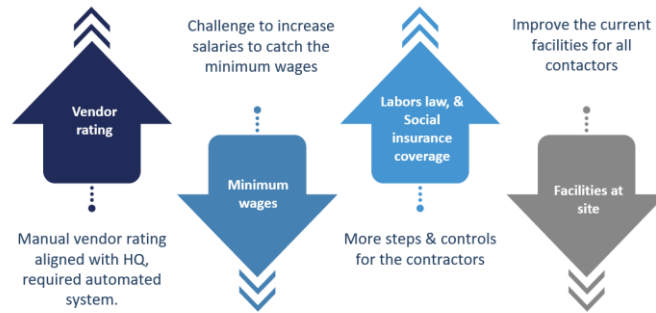 Vendor
rating
Manual vendor rating
aligned with HQ,
required automated
system.
Challenge to increase
salaries to catch the
minimum wages
Minimum
wages
Labors law, &
Social
insurance
coverage
More steps & controls
for the contractors
Improve the current
facilities for all
contactors
Facilities at
site